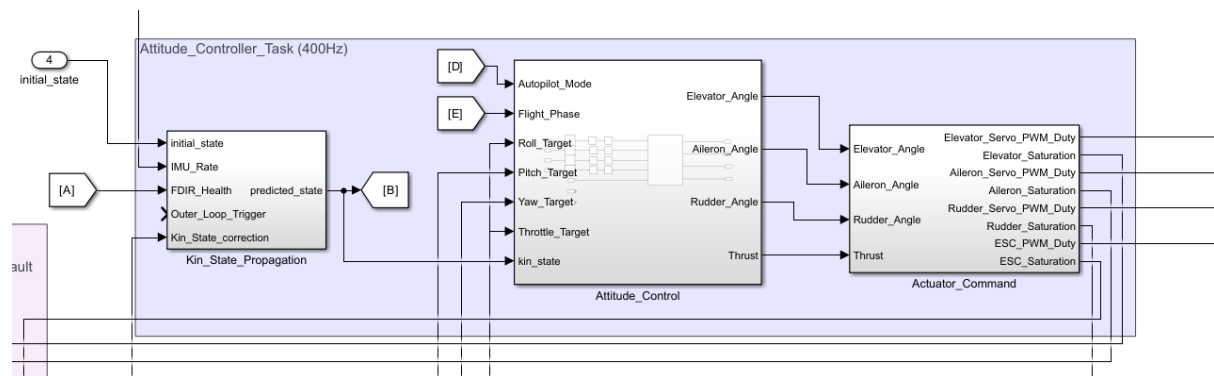 Attitude_Controller_Task (400Hz)
4
initial_state
initial_state
IMU_Rate
[A]
FDIR_Health
predicted_state
[B]
Outer_Loop_Trigger
Kin_State_correction
Kin_State_Propagation
ault
[D]
[E]
Autopilot_Mode
Flight_Phase
Roll_Target
Pitch_Target
Yaw_Target
Throttle_Target
kin_state
Elevator_Angle
Aileron_Angle
Rudder_Angle
Thrust
Attitude_Control
Elevator_Angle
Aileron_Angle
Rudder_Angle
Thrust
Elevator_Servo_PWM_Duty
Elevator_Saturation
Aileron_Servo_PWM_Duty
Aileron_Saturation
Rudder_Servo_PWM_Duty
Rudder_Saturation
ESC_PWM_Duty
ESC_Saturation
Actuator_Command